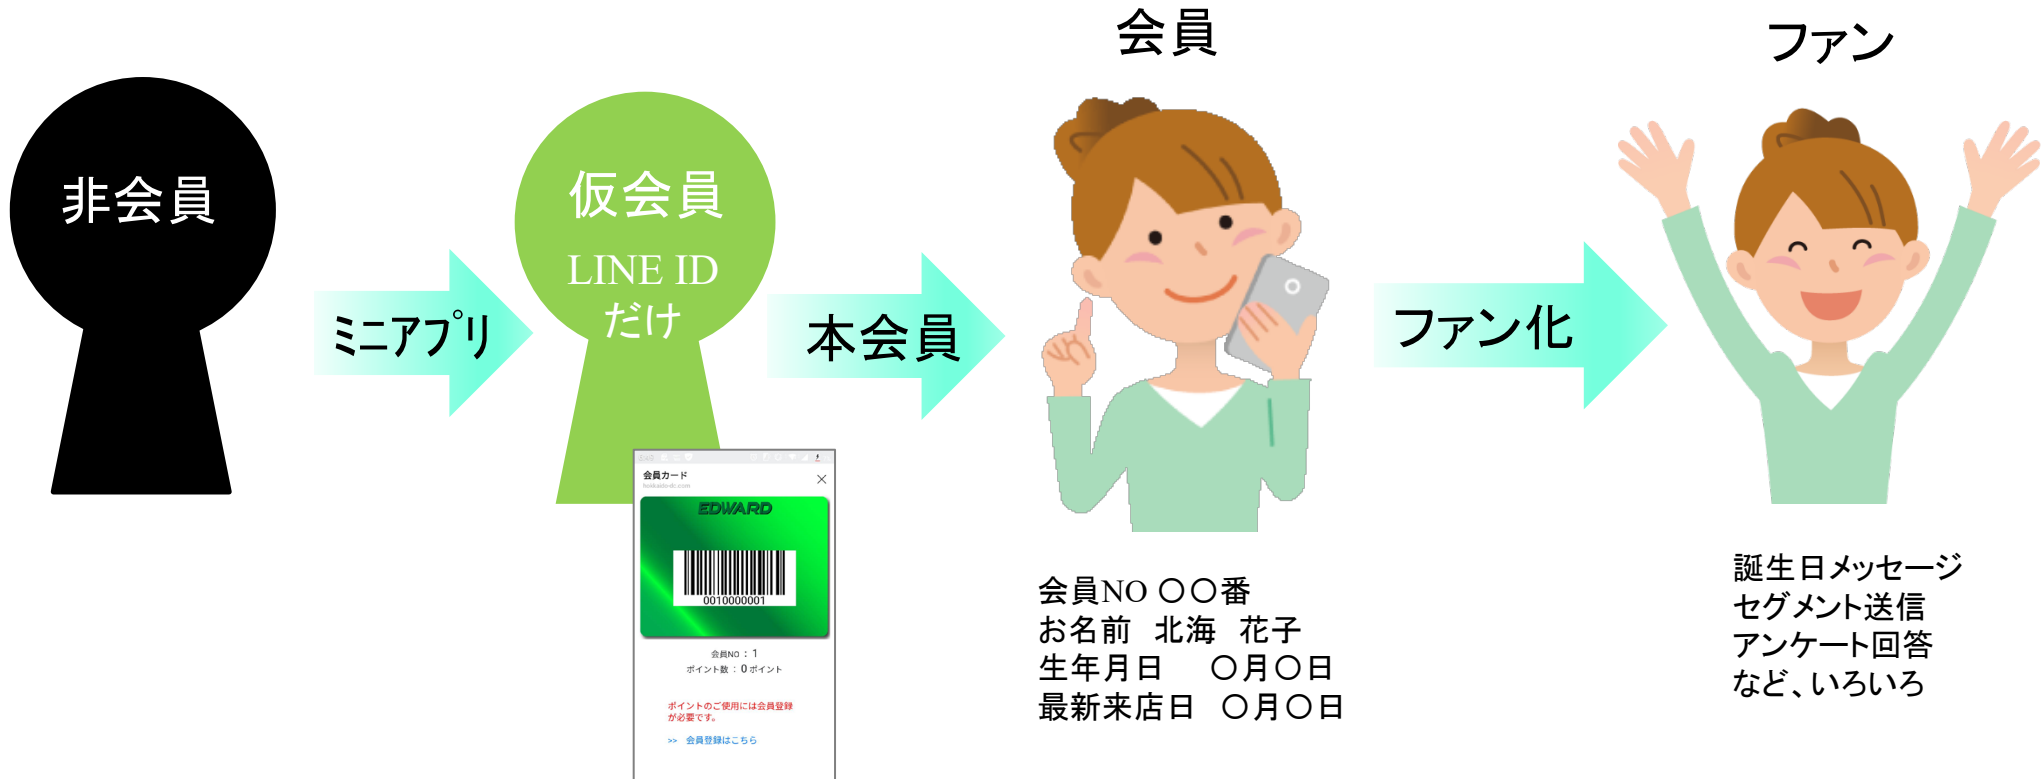 非会員
ミニアプリ
仮会員
LINE ID
だけ
会員カード
EDWARD
0010000001
会員NO ： 1
ポイント数 ： 0 ポイント
ポイントのご使用には会員登録
が必要です。
>> 会員登録はこちら
本会員
会員
会員NO 〇〇番
お名前　北海　花子
生年月日　　〇月〇日
最新来店日　〇月〇日
ファン化
ファン
誕生日メッセージ
セグメント送信
アンケート回答
など、いろいろ